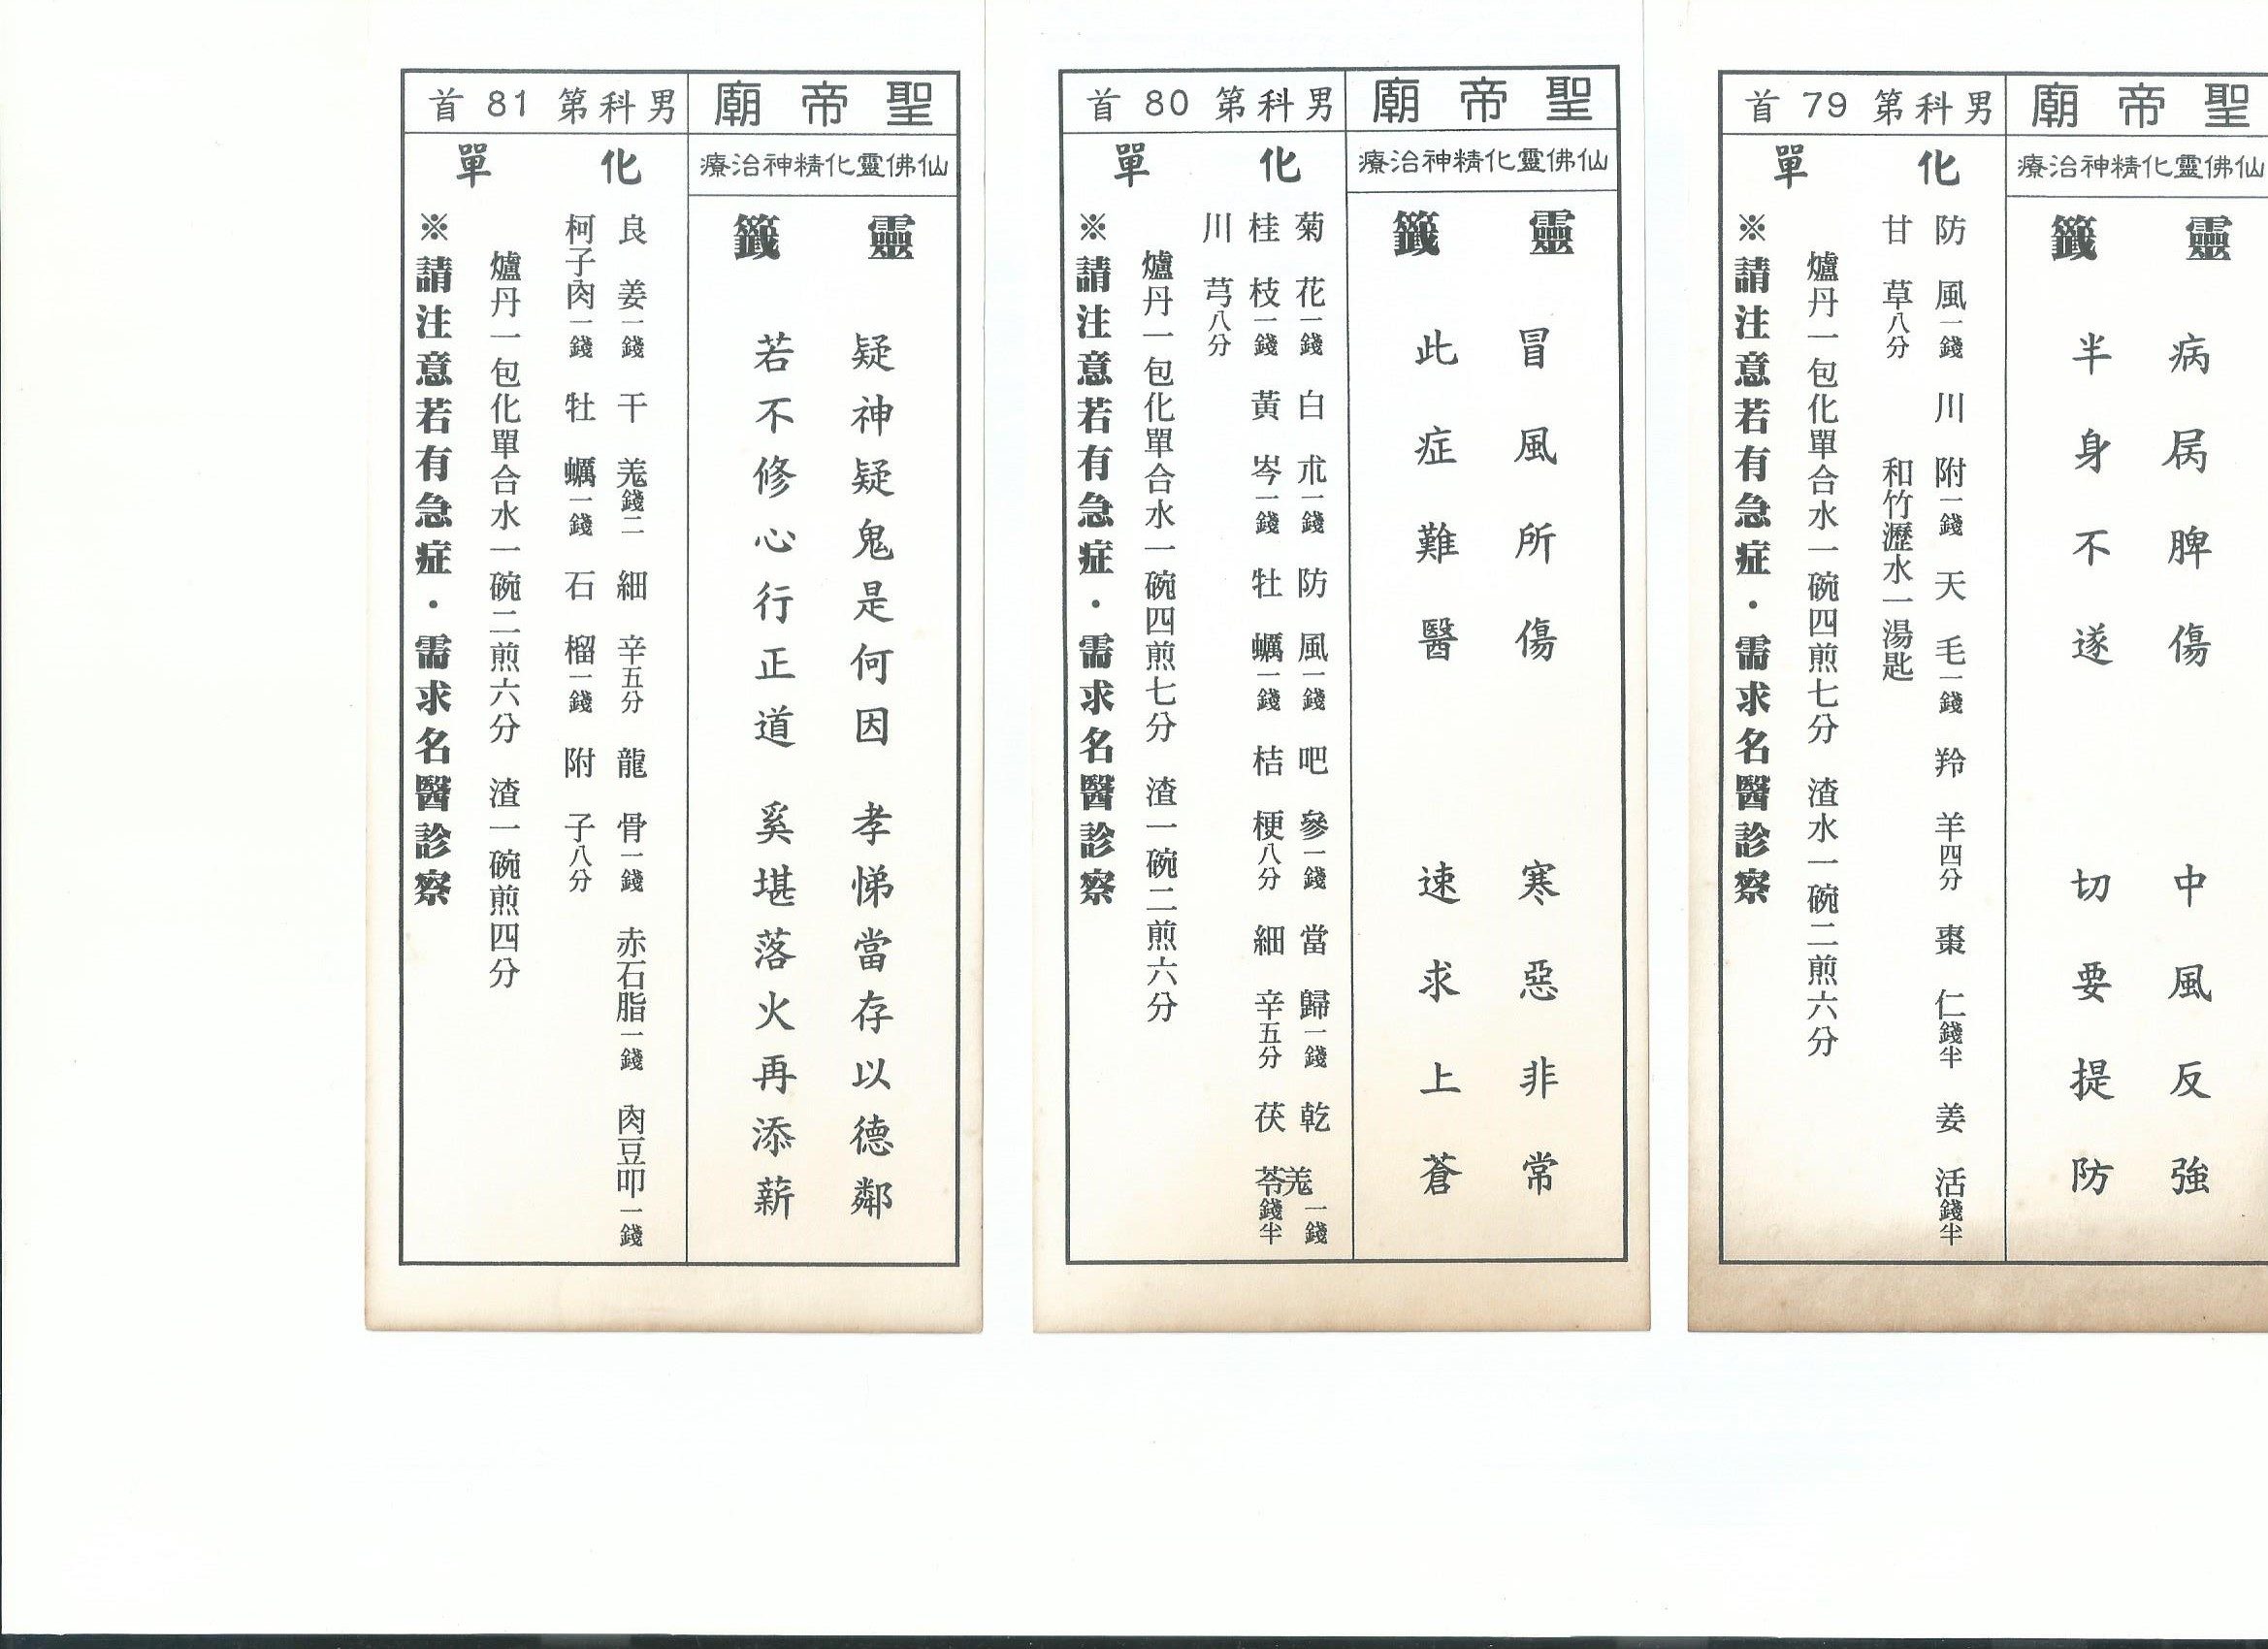 聖帝廟
男科第79首
仙佛靈化精神治療
靈籤
病屙脾傷 中風反強
半身不遂 切要提防
化單
防風一錢 川附一錢 天毛一錢 羚羊四分 棗仁錢半 姜活錢半
甘草八分 和竹瀝水一湯匙
爐丹一包化單合水一碗四煎七分 渣水一碗二煎六分
※請注意若有急症・需求名醫診察
聖帝廟
男科第80首
仙佛靈化精神治療
靈籤
冒風所傷 寒惡非常
此症難醫 速求上蒼
化單
菊花一錢 白朮一錢 防風一錢 吧參一錢 當歸一錢 乾羗一錢
桂枝一錢 黃岑一錢 牡蠣一錢 桔梗八分 細辛五分 茯苓錢半
川芎八分
爐丹一包化單合水一碗四煎七分 渣一碗二煎六分
※請注意若有急症・需求名醫診察
聖帝廟
男科第81首
仙佛靈化精神治療
靈籤
疑神疑鬼是何因 孝悌當存以德鄰
若不修心行正道 奚堪落火再添薪
化單
良姜一錢 干羗錢二 細辛五分 龍骨一錢 赤石脂一錢 肉豆叩一錢
柯子肉一錢 牡蠣一錢 石榴一錢 附子八分
爐丹一包化單合水一碗二煎六分 渣一碗煎四分
※請注意若有急症・需求名醫診察